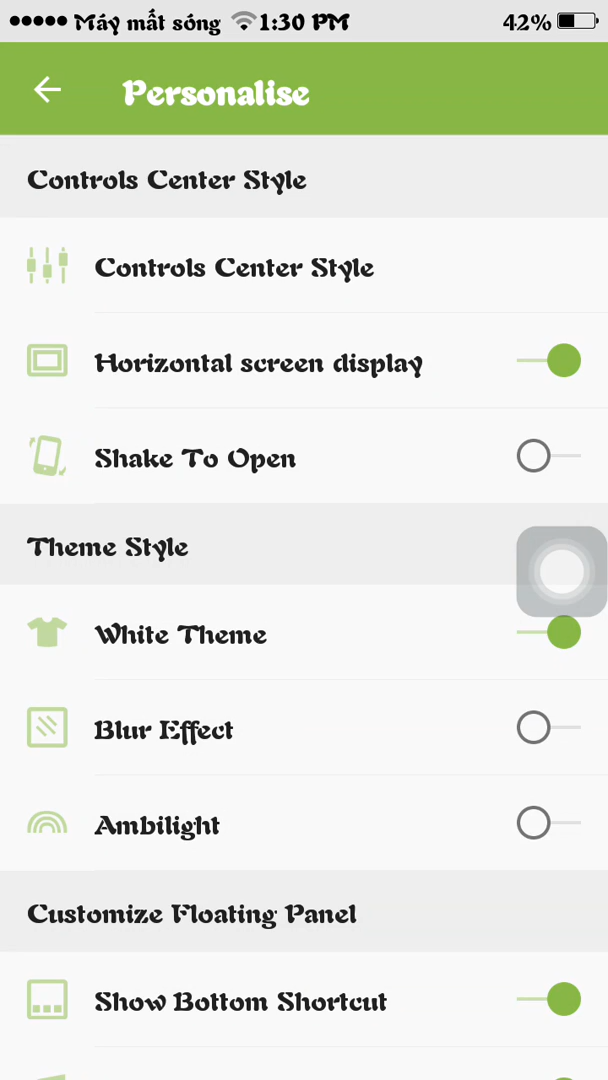 Máy mất sóng 1:30 PM 42%
Personalise
Controls Center Style
Controls Center Style
Horizontal screen display
Shake To Open
Theme Style
White Theme
Blur Effect
Ambilight
Customize Floating Panel
Show Bottom Shortcut